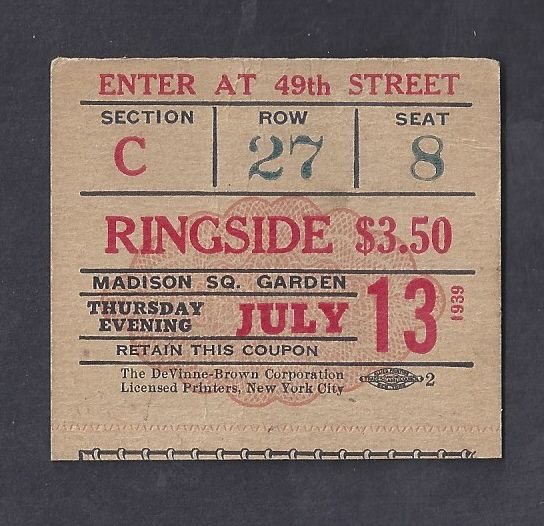 ENTER AT 49th STREET
SECTION ROW SEAT
C 27 8
RINGSIDE $3.50
MADISON SQ. GARDEN
THURSDAY EVENING JULY 13 1939
RETAIN THIS COUPON
The DeVinne-Brown Corporation
Licensed Printers, New York City 2